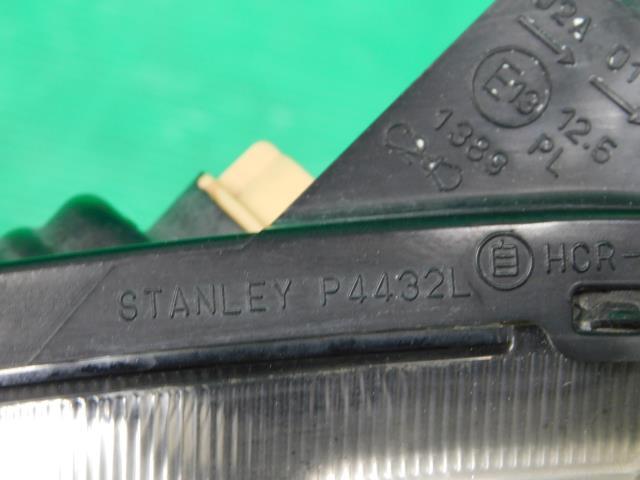 02A 01
E13 12.6
1389 PL
STANLEY P4432L 自 HCR-